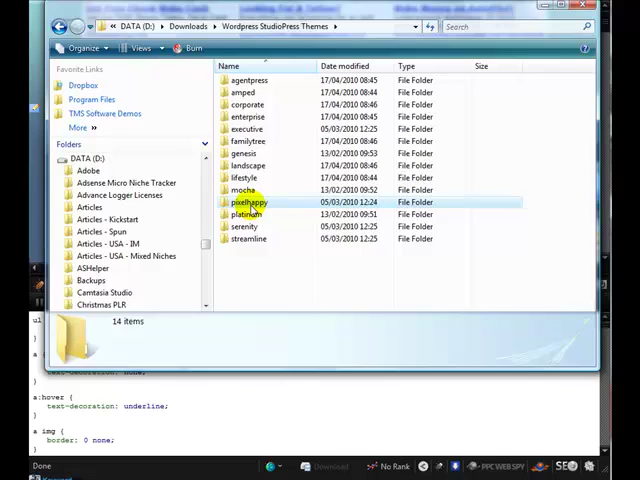 DATA (D:) ▸ Downloads ▸ Wordpress StudioPress Themes ▸
Search
Organize Views Burn
Favorite Links
Dropbox
Program Files
TMS Software Demos
More »
Folders
DATA (D:)
Adobe
Adsense Micro Niche Tracker
Advance Logger Licenses
Articles
Articles - Kickstart
Articles - Spun
Articles - USA - IM
Articles - USA - Mixed Niches
ASHelper
Backups
Camtasia Studio
Christmas PLR
Name Date modified Type Size
agentpress 17/04/2010 08:45 File Folder
amped 17/04/2010 08:44 File Folder
corporate 17/04/2010 08:46 File Folder
enterprise 17/04/2010 08:46 File Folder
executive 05/03/2010 12:25 File Folder
familytree 17/04/2010 08:46 File Folder
genesis 13/02/2010 09:53 File Folder
landscape 17/04/2010 08:46 File Folder
lifestyle 17/04/2010 08:44 File Folder
mocha 13/02/2010 09:52 File Folder
pixelhappy 05/03/2010 12:24 File Folder
platinum 13/02/2010 09:51 File Folder
serenity 05/03/2010 12:25 File Folder
streamline 05/03/2010 12:25 File Folder
14 items
ul
}
a {
text-decoration: none;
}
a:hover {
text-decoration: underline;
}
a img {
border: 0 none;
}
Done
Download No Rank PPC WEB SPY SEO